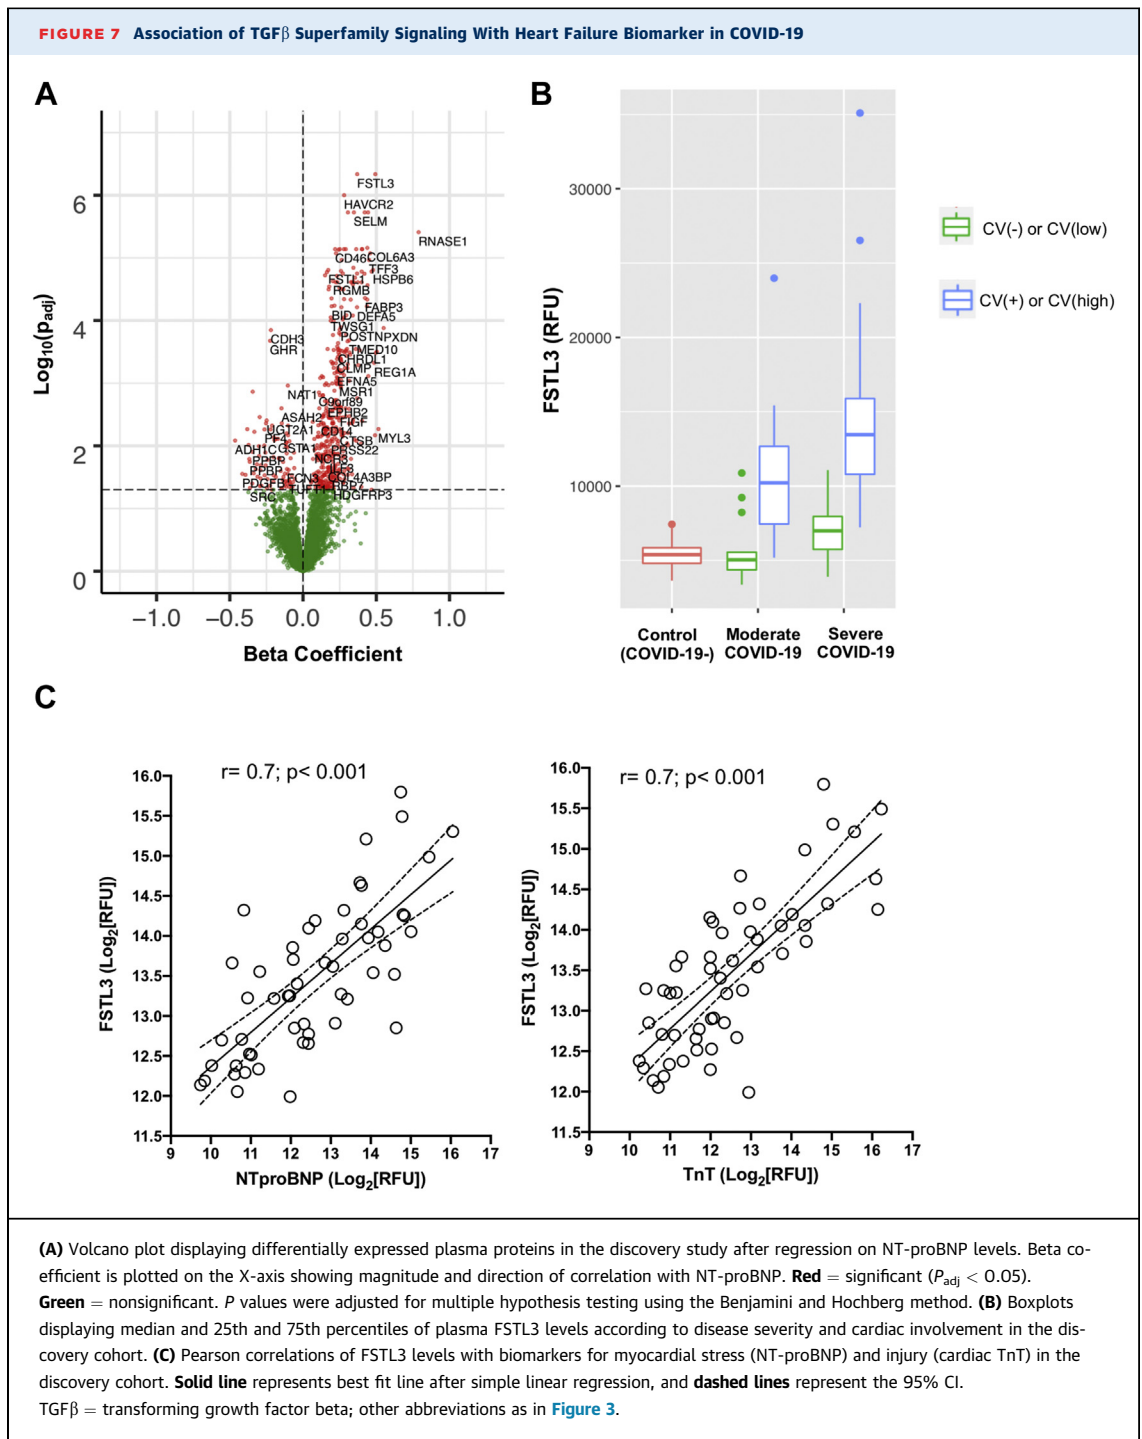 FIGURE 7 Association of TGFβ Superfamily Signaling With Heart Failure Biomarker in COVID-19
A
Log10(padj)
6
4
2
0
FSTL3
HAVCR2
SELM
RNASE1
CD46
COL6A3
TFF3
FSTL1
HSPB6
RGMB
FABP3
BID
DEFA5
TWSG1
POSTN
PXDN
CDH3
GHR
TMED10
CHRDL1
CLMP
REG1A
EFNA5
NAT1
MSR1
C9orf89
ASAH2
EPHB2
FIGF
UGT2A1
CD14
PF4
CTSB
MYL3
ADH1C
GSTA1
PRSS22
PPBP
NCR3
PPBP
FCN3
COL4A3BP
PDGFB
TUFT1
RBP7
SRC
HDGFRP3
−1.0
−0.5
0.0
0.5
1.0
Beta Coefficient
B
FSTL3 (RFU)
30000
20000
10000
Control
(COVID-19-)
Moderate
COVID-19
Severe
COVID-19
CV(-) or CV(low)
CV(+) or CV(high)
C
r= 0.7; p< 0.001
FSTL3 (Log2[RFU])
16.0
15.5
15.0
14.5
14.0
13.5
13.0
12.5
12.0
11.5
9 10 11 12 13 14 15 16 17
NTproBNP (Log2[RFU])
r= 0.7; p< 0.001
FSTL3 (Log2[RFU])
16.0
15.5
15.0
14.5
14.0
13.5
13.0
12.5
12.0
11.5
9 10 11 12 13 14 15 16 17
TnT (Log2[RFU])
(A) Volcano plot displaying differentially expressed plasma proteins in the discovery study after regression on NT-proBNP levels. Beta co-
efficient is plotted on the X-axis showing magnitude and direction of correlation with NT-proBNP. Red = significant (Padj < 0.05).
Green = nonsignificant. P values were adjusted for multiple hypothesis testing using the Benjamini and Hochberg method. (B) Boxplots
displaying median and 25th and 75th percentiles of plasma FSTL3 levels according to disease severity and cardiac involvement in the dis-
covery cohort. (C) Pearson correlations of FSTL3 levels with biomarkers for myocardial stress (NT-proBNP) and injury (cardiac TnT) in the
discovery cohort. Solid line represents best fit line after simple linear regression, and dashed lines represent the 95% CI.
TGFβ = transforming growth factor beta; other abbreviations as in Figure 3.